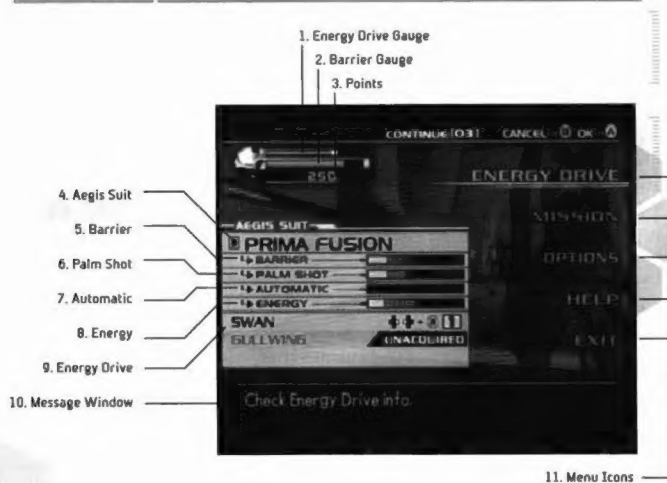 1. Energy Drive Gauge
2. Barrier Gauge
3. Points
CONTINUE [03] CANCEL B OK A
250
ENERGY DRIVE
4. Aegis Suit
MISSION
AEGIS SUIT
5. Barrier
PRIMA FUSION
BARRIER
OPTIONS
6. Palm Shot
PALM SHOT
7. Automatic
AUTOMATIC
HELP
8. Energy
ENERGY
SWAN
9. Energy Drive
GULLWING UNACQUIRED
EXIT
10. Message Window
Check Energy Drive info.
11. Menu Icons